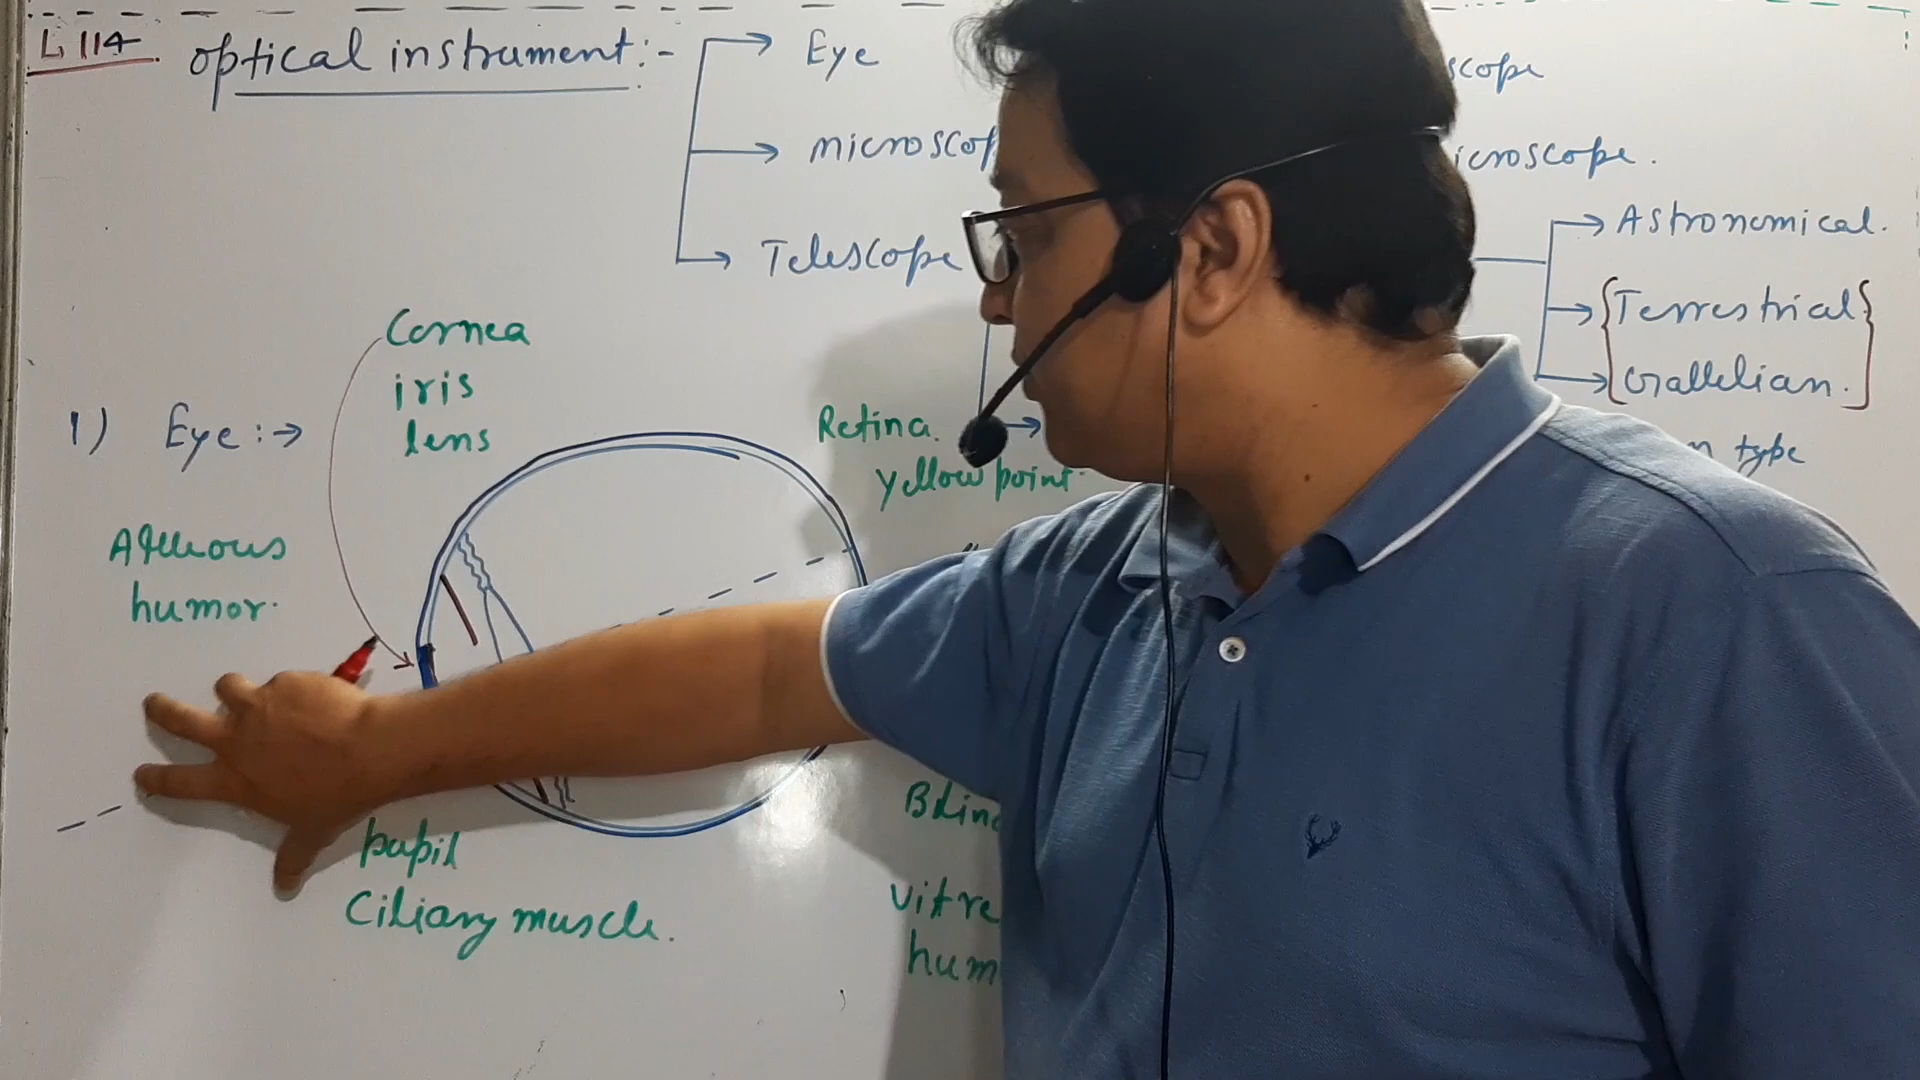 L 114
optical instrument :-
Eye
microscop
Telescope
scope
icroscope.
Astronomical.
Terrestrial.
Gallelian.
n type
Cornea
iris
lens
1) Eye :→
Retina.
yellow point.
Aqueous
humor.
pupil
Ciliary muscle.
Blind
Vitre
hum